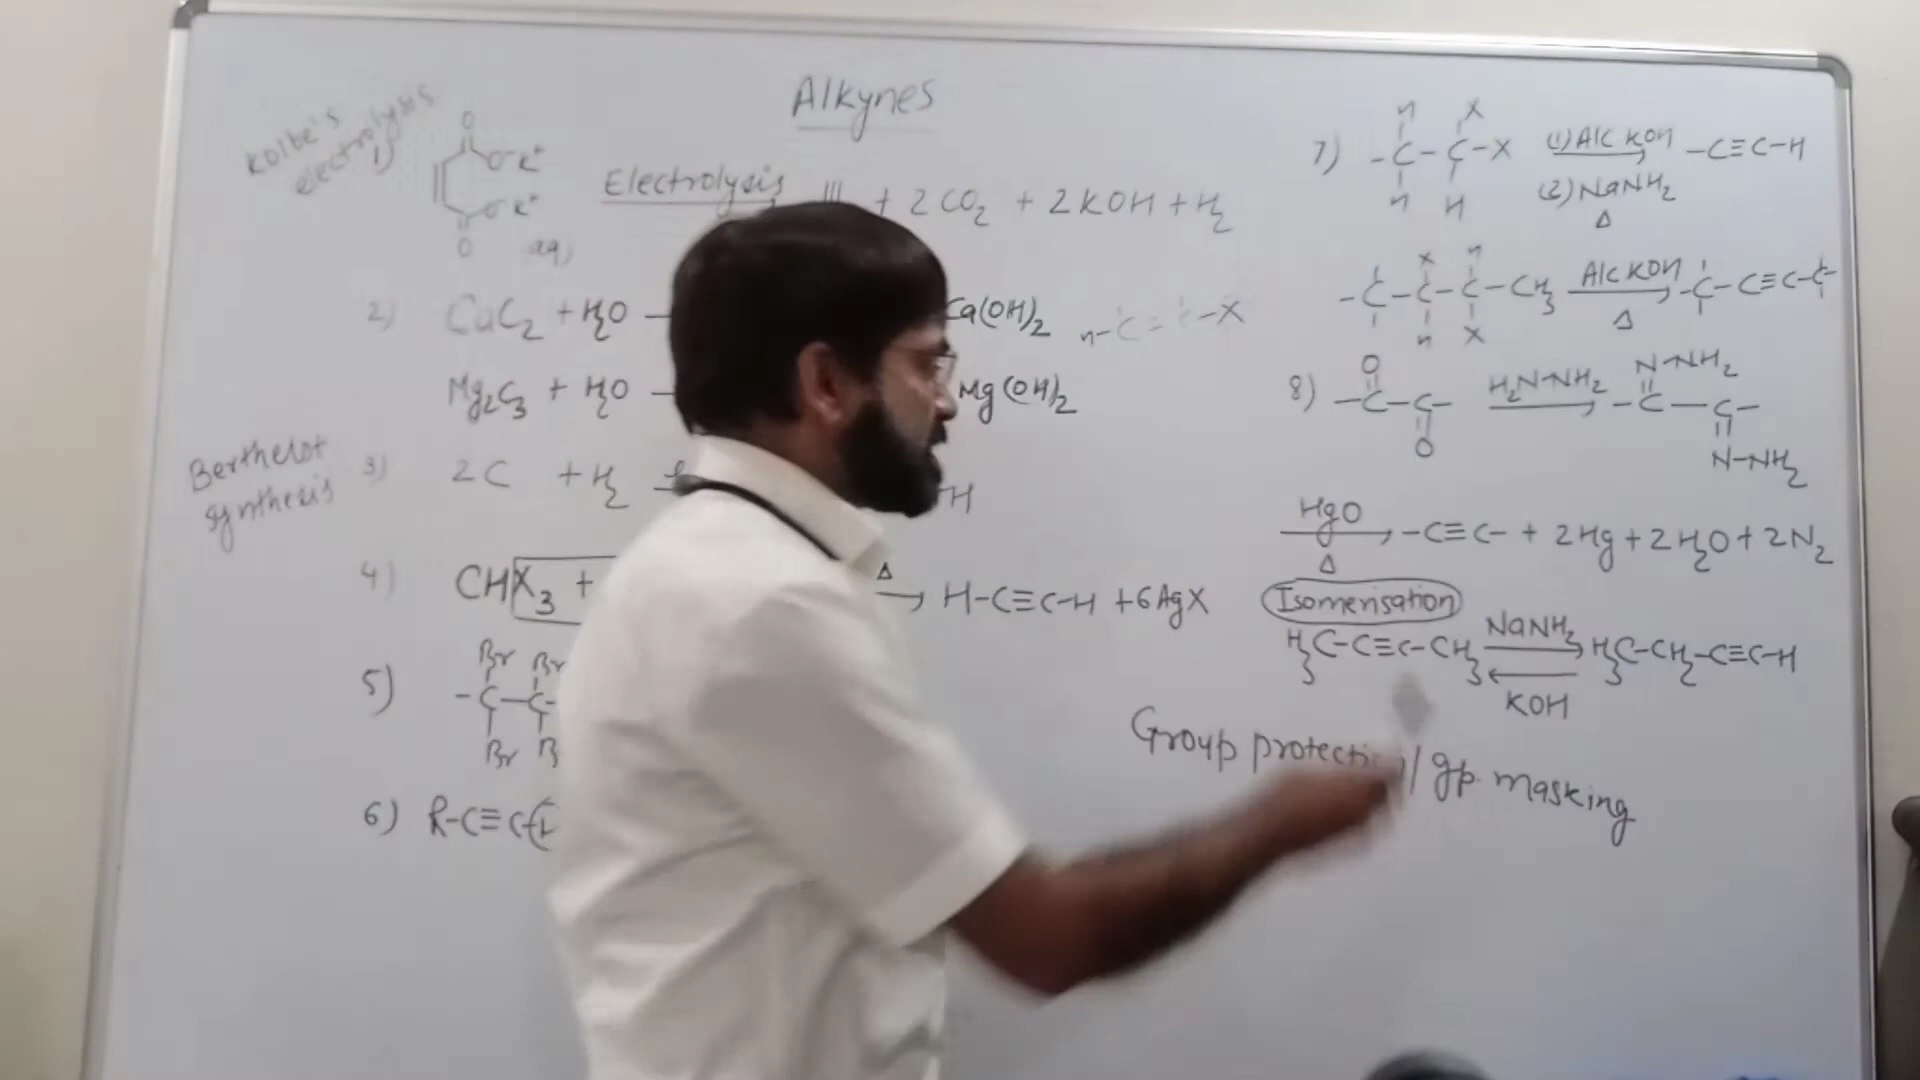 Alkynes
Kolbe's
electrolysis
1)
O
O⁻K⁺
O⁻K⁺
O
aq)
Electrolysis
||| + 2CO₂ + 2KOH + H₂
2) CaC₂ + H₂O → Ca(OH)₂
H-C=C-X
Mg₂C₃ + H₂O → Mg(OH)₂
Berthelot
synthesis
3) 2C + H₂ → H
4) CHX₃ + Δ → H-C≡C-H + 6AgX
5) Br Br
-C-C-
Br B
6) R-C≡C-
7) H X
-C-C-X (1) Alc KOH -C≡C-H
H H (2) NaNH₂
Δ
X H
-C-C-C-CH₃ Alc KOH → -C-C≡C-C-
H X Δ
8) O N-NH₂
-C-C- H₂N-NH₂ → -C-C-
O N-NH₂
HgO → -C≡C- + 2Hg + 2H₂O + 2N₂
Δ
Isomerisation
H₃C-C≡C-CH₃ NaNH₂ H₃C-CH₂-C≡C-H
KOH
Group protection / gp. masking